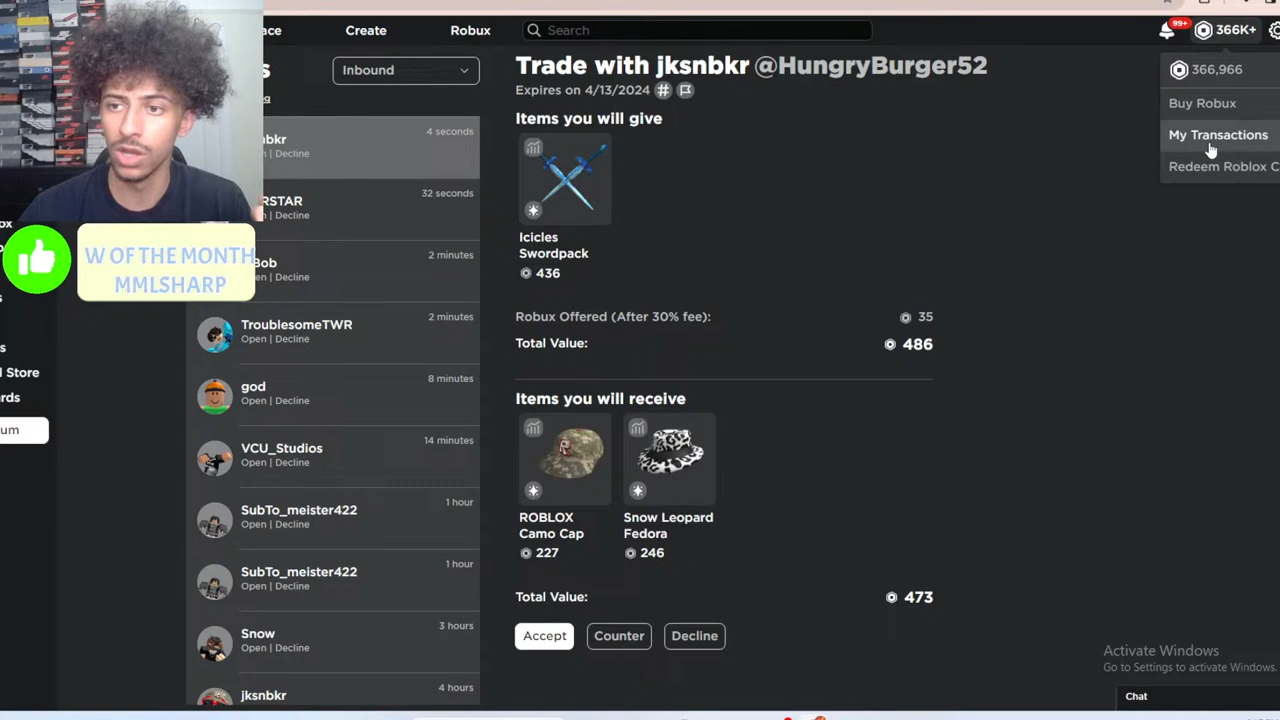 ace
Create
Robux
Search
99+
366K+
s
Inbound
Trade with jksnbkr @HungryBurger52
Expires on 4/13/2024
366,966
Buy Robux
My Transactions
Redeem Roblox C
nbkr
4 seconds
| Decline
RSTAR
32 seconds
| Decline
Bob
2 minutes
| Decline
TroublesomeTWR
2 minutes
Open | Decline
god
8 minutes
Open | Decline
VCU_Studios
14 minutes
Open | Decline
SubTo_meister422
1 hour
Open | Decline
SubTo_meister422
1 hour
Open | Decline
Snow
3 hours
Open | Decline
jksnbkr
4 hours
W OF THE MONTH
MMLSHARP
s
l Store
rds
um
Items you will give
Icicles
Swordpack
436
Robux Offered (After 30% fee):
35
Total Value:
486
Items you will receive
ROBLOX
Camo Cap
227
Snow Leopard
Fedora
246
Total Value:
473
Accept
Counter
Decline
Activate Windows
Go to Settings to activate Windows.
Chat